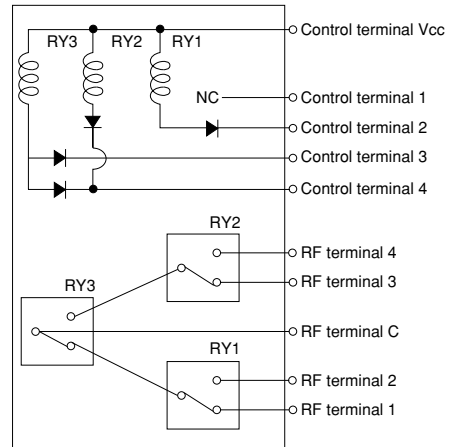 RY3 RY2 RY1 Control terminal Vcc
NC Control terminal 1
Control terminal 2
Control terminal 3
Control terminal 4
RY2
RF terminal 4
RF terminal 3
RY3
RF terminal C
RY1
RF terminal 2
RF terminal 1